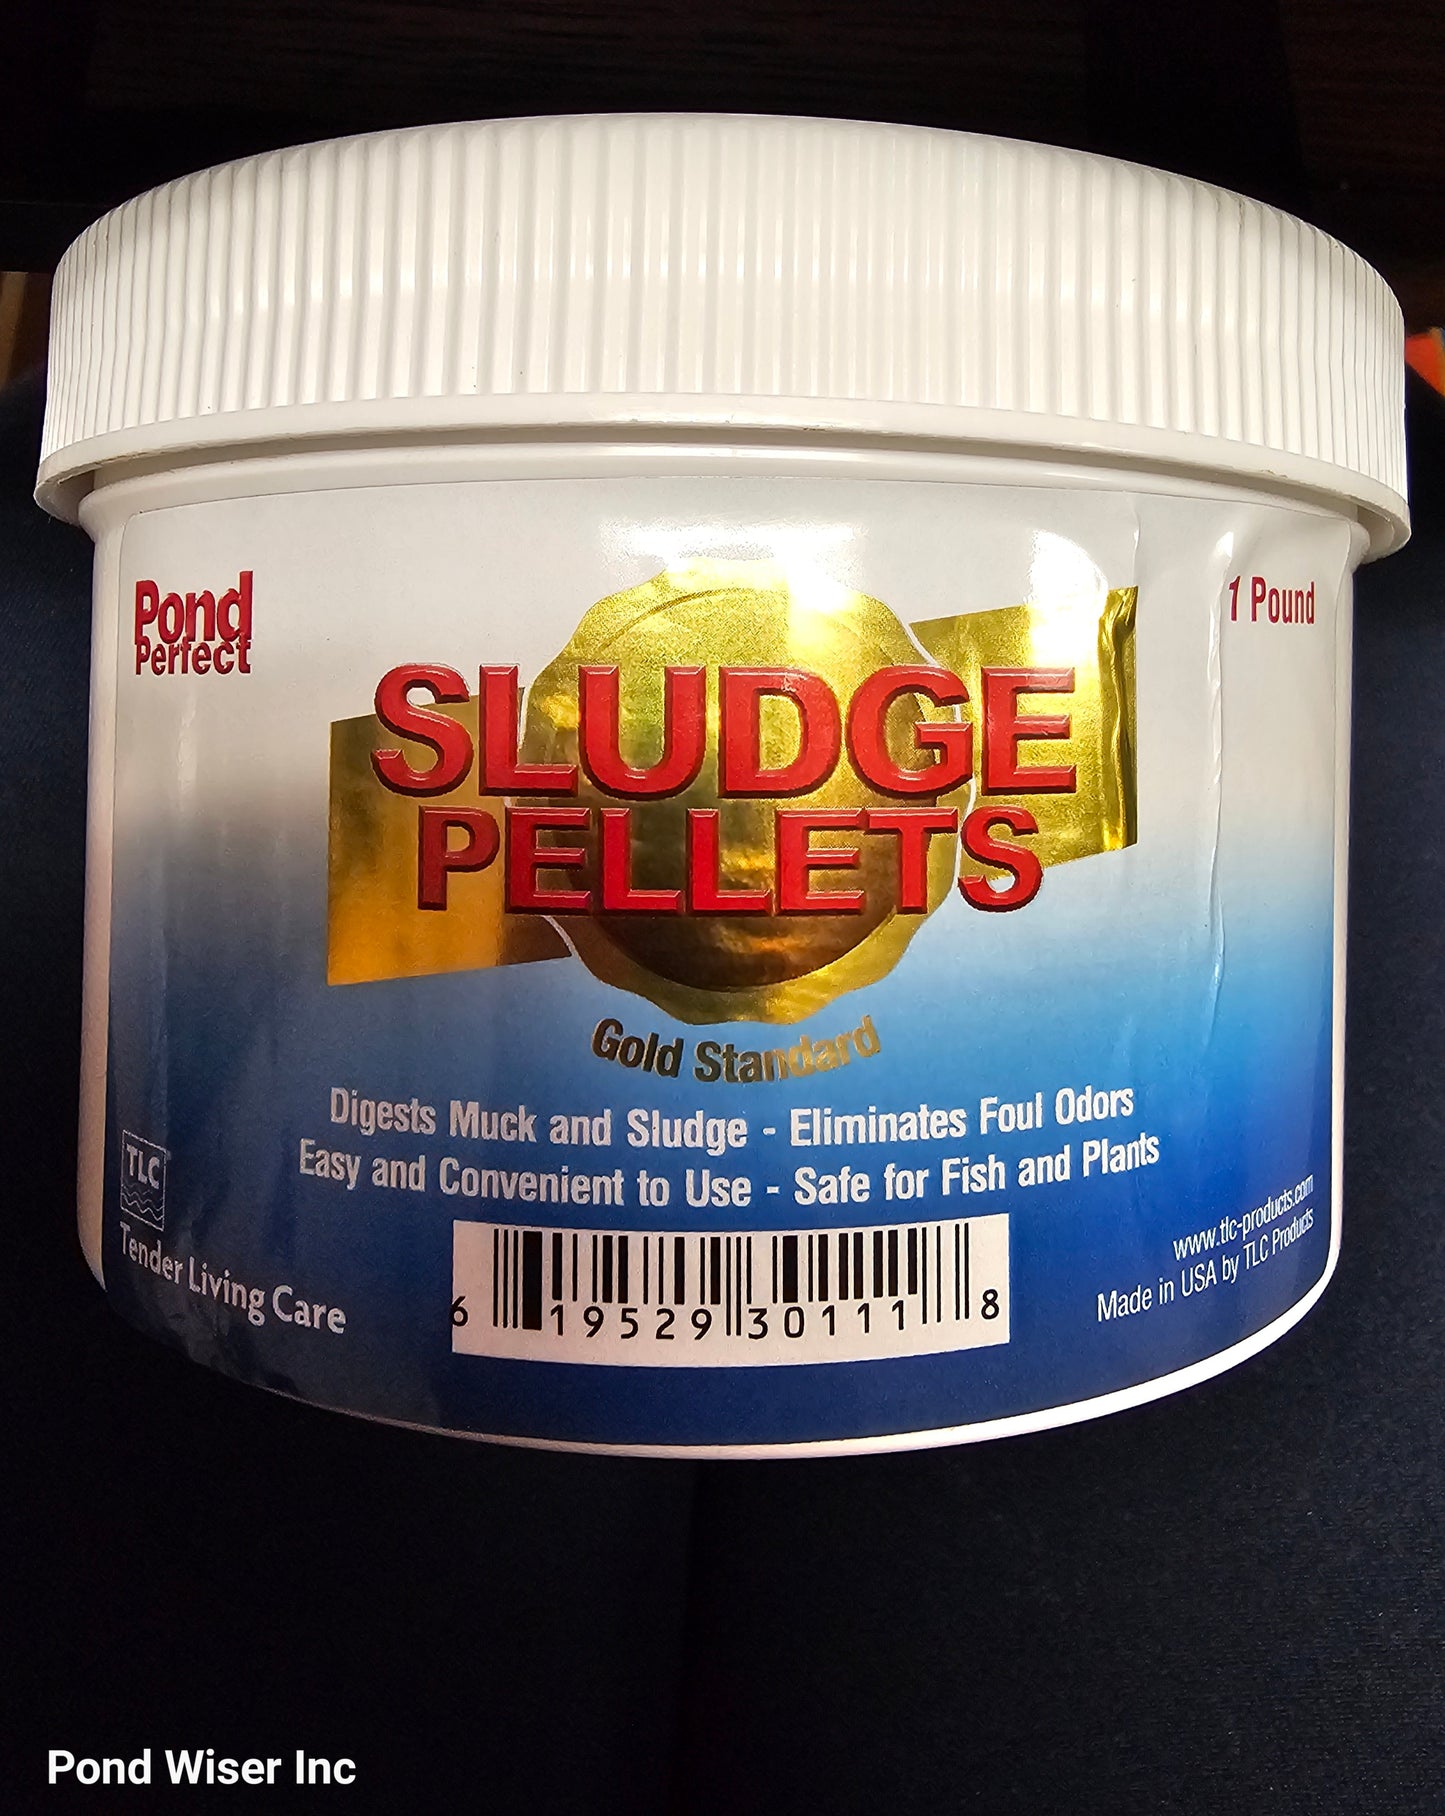 Pond
Perfect
1 Pound
SLUDGE
PELLETS
Gold Standard
Digests Muck and Sludge - Eliminates Foul Odors
Easy and Convenient to Use - Safe for Fish and Plants
TLC
Tender Living Care
6 19529 30111 8
www.tlc-products.com
Made in USA by TLC Products
Pond Wiser Inc